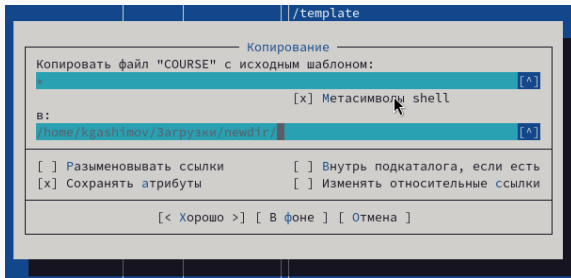 /template
Копирование
Копировать файл "COURSE" с исходным шаблоном:
* [^]
[x] Метасимволы shell
в:
/home/kgashimov/Загрузки/newdir/ [^]
[ ] Разыменовывать ссылки [ ] Внутрь подкаталога, если есть
[x] Сохранять атрибуты [ ] Изменять относительные ссылки
[< Хорошо >] [ В фоне ] [ Отмена ]